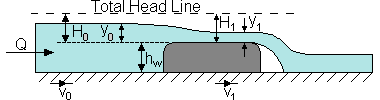 Total Head Line
H0 y0 H1 y1
Q
hw
v0 v1